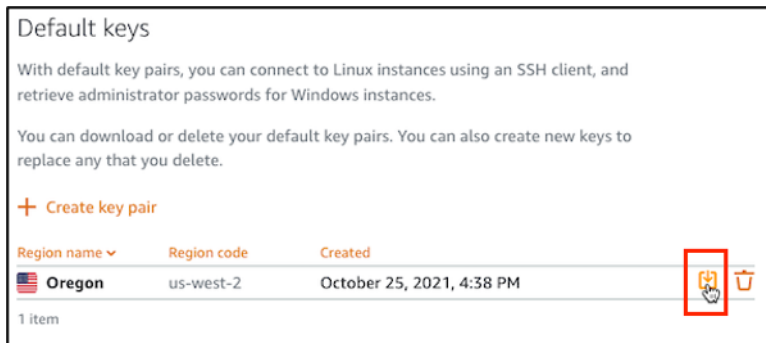 Default keys
With default key pairs, you can connect to Linux instances using an SSH client, and
retrieve administrator passwords for Windows instances.
You can download or delete your default key pairs. You can also create new keys to
replace any that you delete.
+ Create key pair
Region name Region code Created
Oregon us-west-2 October 25, 2021, 4:38 PM
1 item